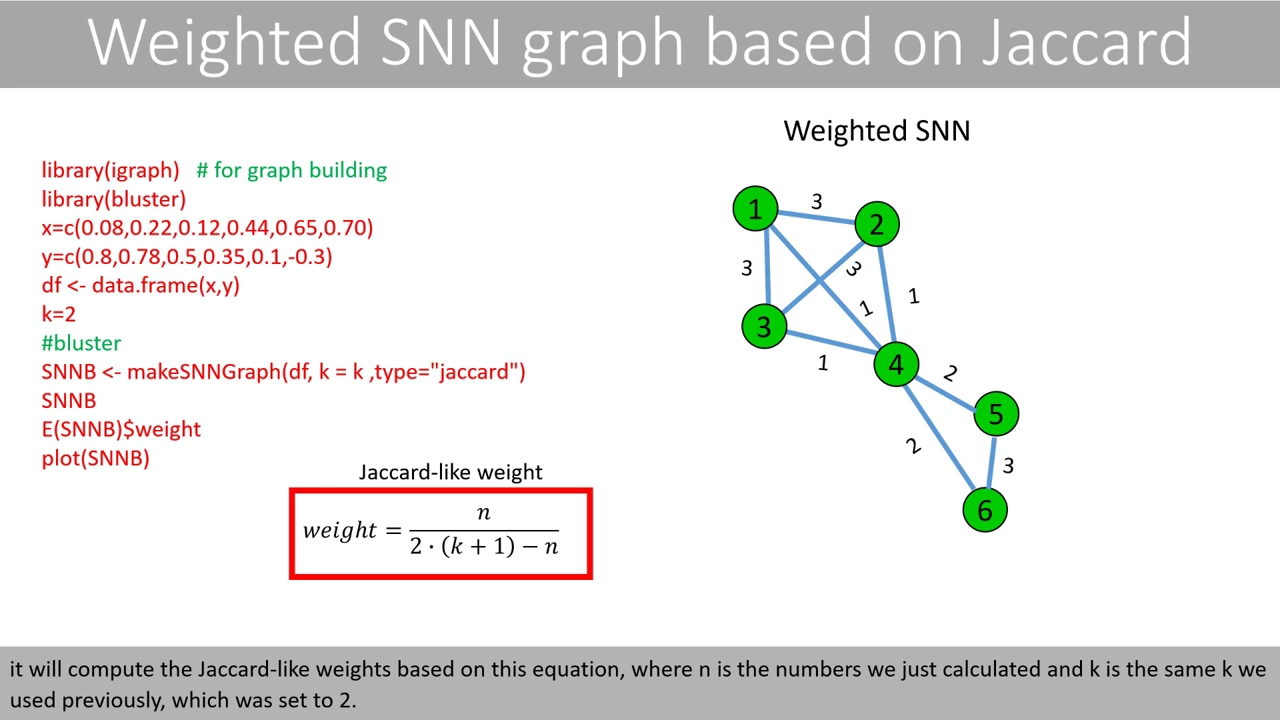 Weighted SNN graph based on Jaccard
Weighted SNN
library(igraph) # for graph building
library(bluster)
x=c(0.08,0.22,0.12,0.44,0.65,0.70)
y=c(0.8,0.78,0.5,0.35,0.1,-0.3)
df <- data.frame(x,y)
k=2
#bluster
SNNB <- makeSNNGraph(df, k = k ,type="jaccard")
SNNB
E(SNNB)$weight
plot(SNNB)
Jaccard-like weight
weight = n / 2 · (k + 1) − n
1
3
2
3
3
1
1
3
1
4
2
5
2
3
6
it will compute the Jaccard-like weights based on this equation, where n is the numbers we just calculated and k is the same k we
used previously, which was set to 2.